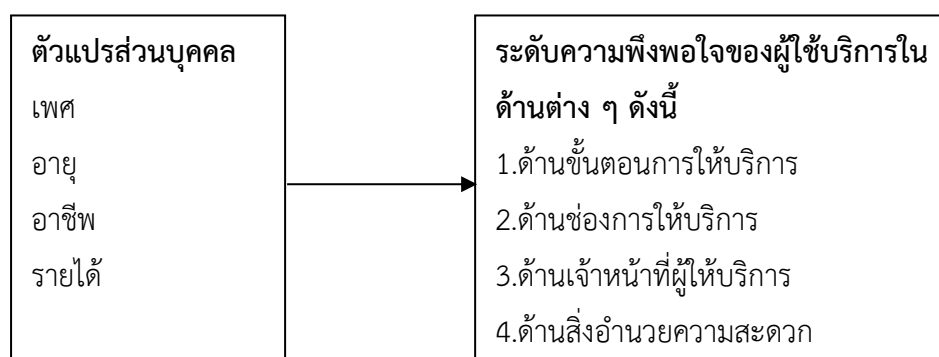 ตัวแปรส่วนบุคคล
เพศ
อายุ
อาชีพ
รายได้
ระดับความพึงพอใจของผู้ใช้บริการใน
ด้านต่าง ๆ ดังนี้
1.ด้านขั้นตอนการให้บริการ
2.ด้านช่องการให้บริการ
3.ด้านเจ้าหน้าที่ผู้ให้บริการ
4.ด้านสิ่งอำนวยความสะดวก